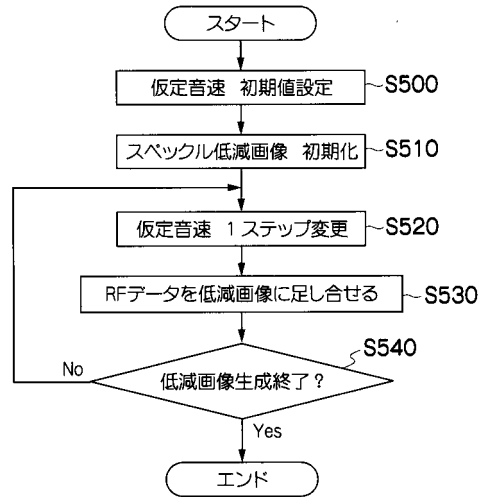 スタート
仮定音速 初期値設定
S500
スペックル低減画像 初期化
S510
仮定音速 1ステップ変更
S520
RFデータを低減画像に足し合せる
S530
S540
低減画像生成終了?
No
Yes
エンド